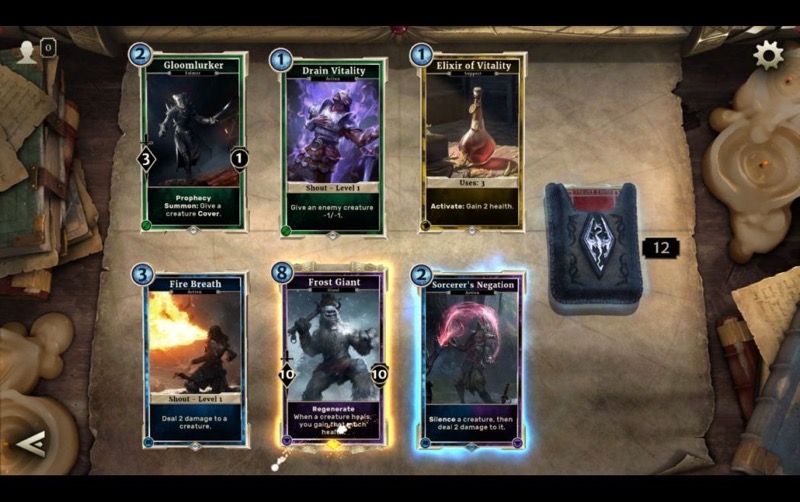 0
2
Gloomlurker
Falmer
3
1
Prophecy
Summon: Give a
creature Cover.
1
Drain Vitality
Action
Shout - Level 1
Give an enemy creature
-1/-1.
1
Elixir of Vitality
Support
Uses: 3
Activate: Gain 2 health.
12
3
Fire Breath
Action
Shout - Level 1
Deal 2 damage to a
creature.
8
Frost Giant
Giant
10
10
Regenerate
When a creature heals,
you gain that much
health.
2
Sorcerer's Negation
Action
Silence a creature, then
deal 2 damage to it.